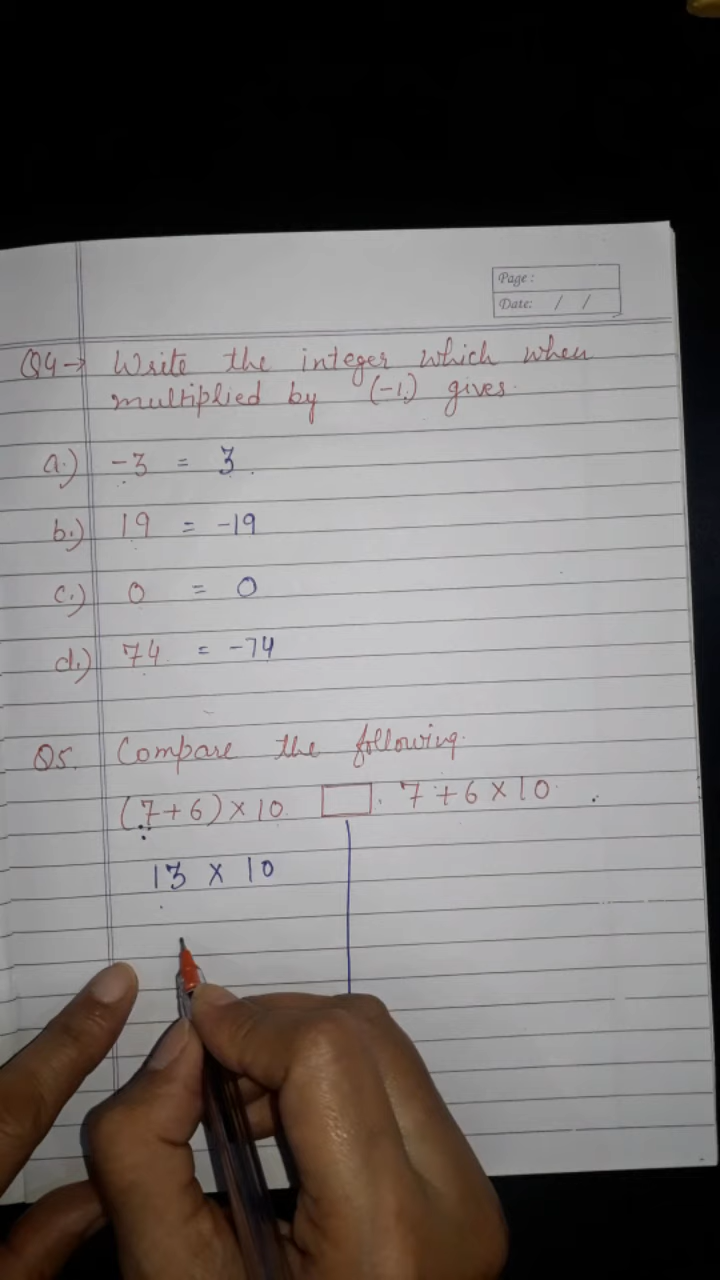 Page:
Date: / /
Q4→ Write the integer which when
multiplied by (-1) gives.
a.) -3 = 3.
b.) 19 = -19
c.) 0 = 0
d.) 74 = -74
Q5. Compare the following.
(7+6)×10 □. 7+6×10.
13 × 10